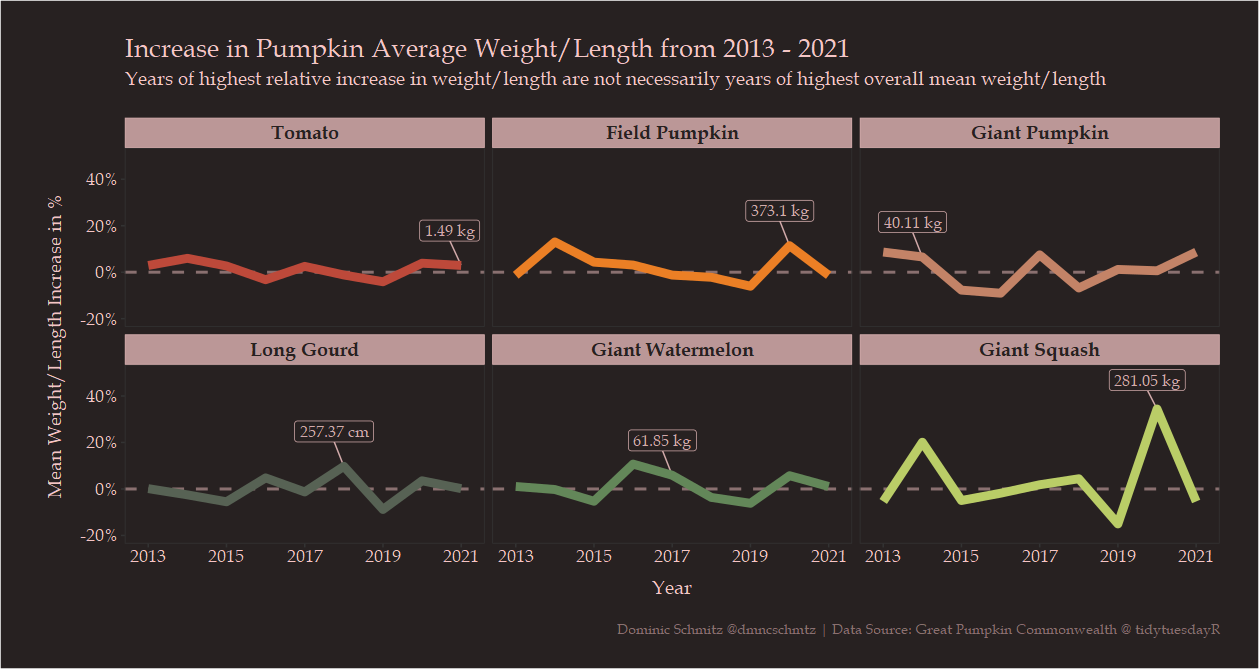 Increase in Pumpkin Average Weight/Length from 2013 - 2021
Years of highest relative increase in weight/length are not necessarily years of highest overall mean weight/length
Tomato
Field Pumpkin
Giant Pumpkin
Mean Weight/Length Increase in %
40%
20%
0%
-20%
1.49 kg
373.1 kg
40.11 kg
Long Gourd
Giant Watermelon
Giant Squash
40%
20%
0%
-20%
257.37 cm
61.85 kg
281.05 kg
2013 2015 2017 2019 2021
2013 2015 2017 2019 2021
2013 2015 2017 2019 2021
Year
Dominic Schmitz @dmncschmtz | Data Source: Great Pumpkin Commonwealth @ tidytuesdayR